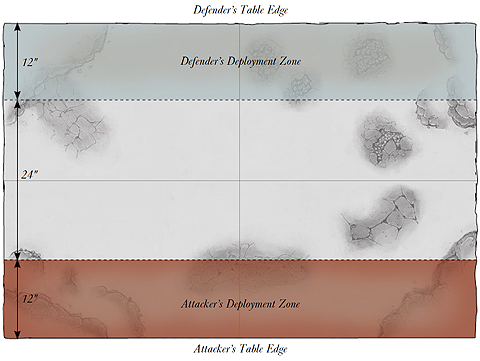 Defender's Table Edge
12"
Defender's Deployment Zone
24"
12"
Attacker's Deployment Zone
Attacker's Table Edge